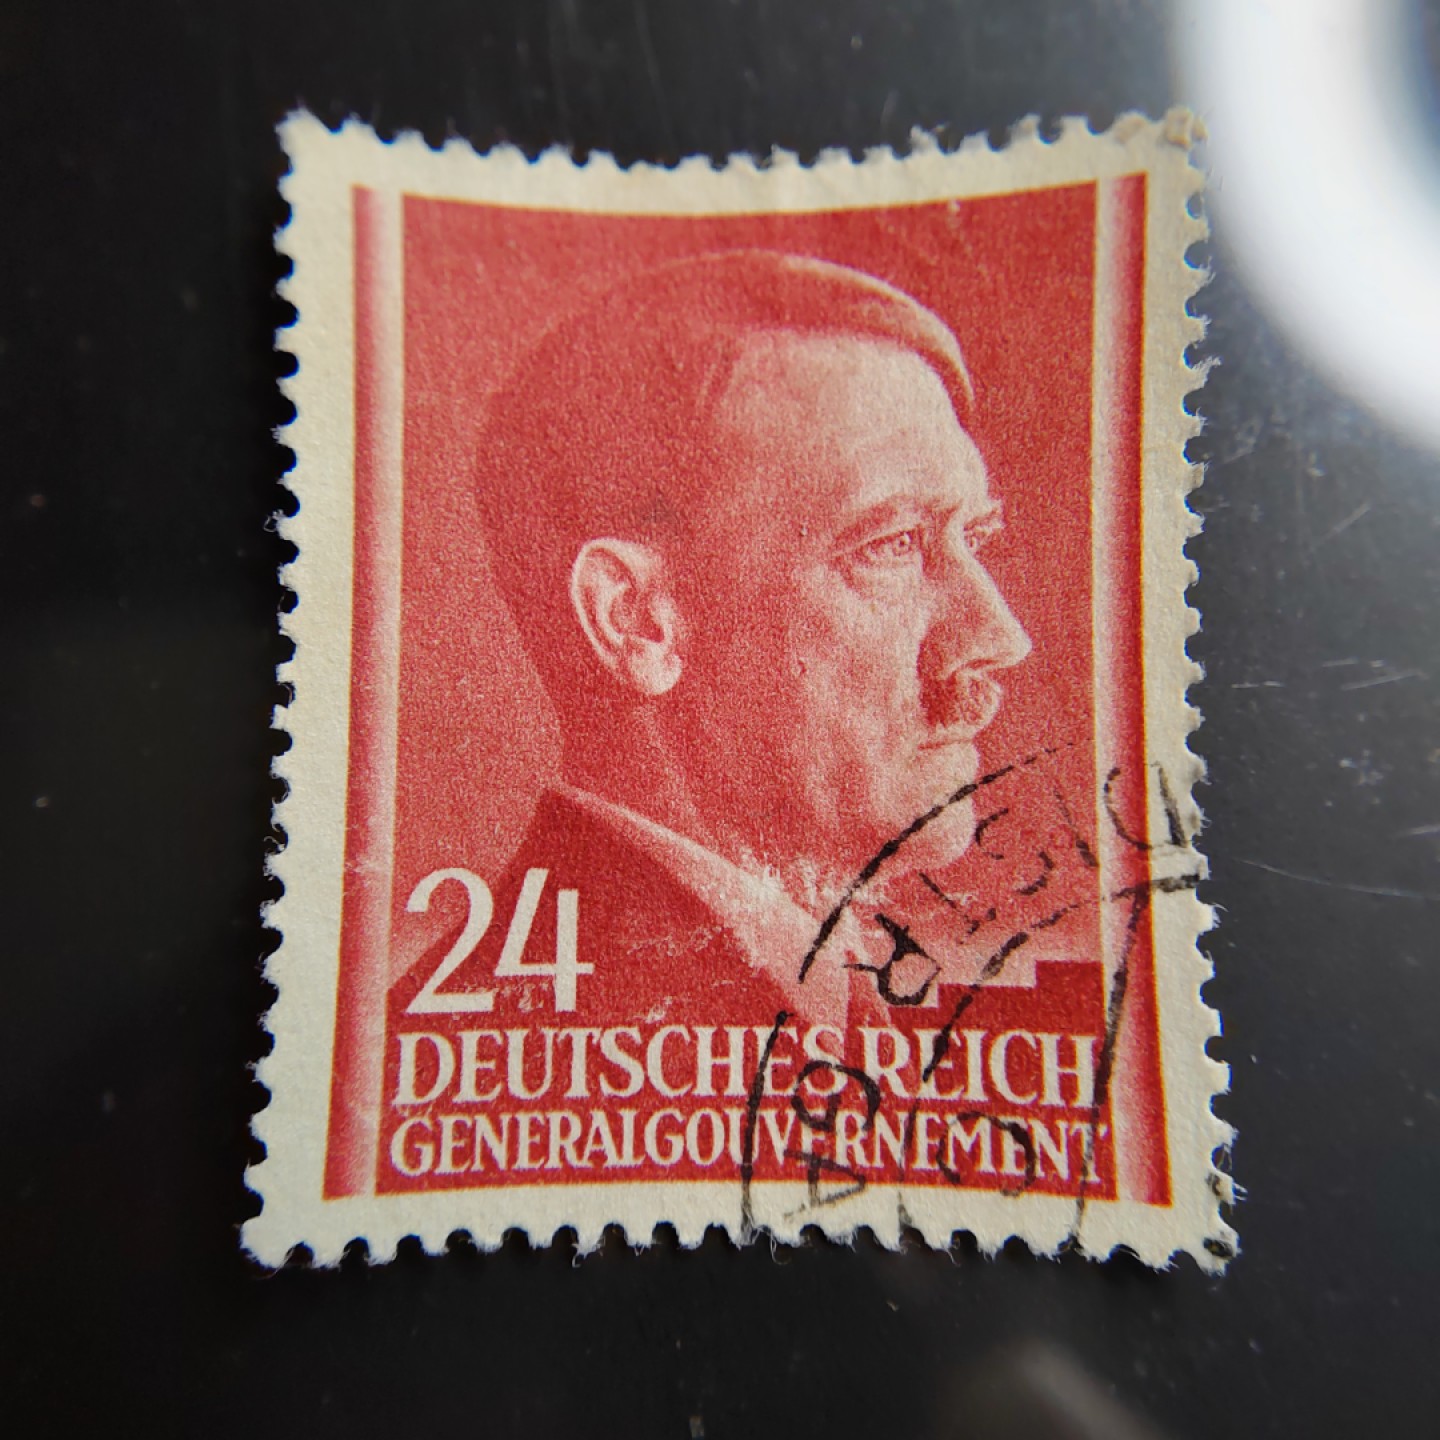 24
DEUTSCHES REICH
GENERALGOUVERNEMENT